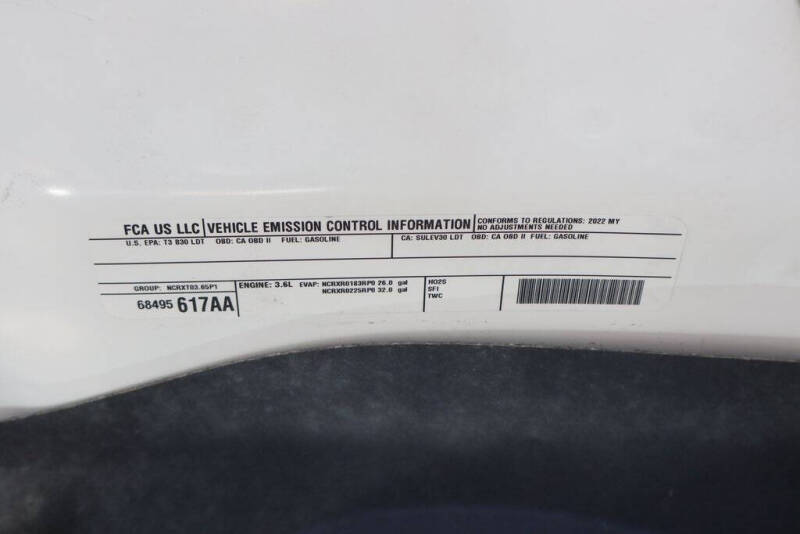 FCA US LLC VEHICLE EMISSION CONTROL INFORMATION
CONFORMS TO REGULATIONS: 2022 MY
NO ADJUSTMENTS NEEDED
U.S. EPA: T3 B30 LDT OBD: CA OBD II FUEL: GASOLINE
CA: SULEV30 LDT OBD: CA OBD II FUEL: GASOLINE
GROUP: NCRXT03.65P1
68495 617AA
ENGINE: 3.6L EVAP: NCRXR0183RP0 26.0 gal
NCRXR0225RP0 32.0 gal
HO2S
SFI
TWC